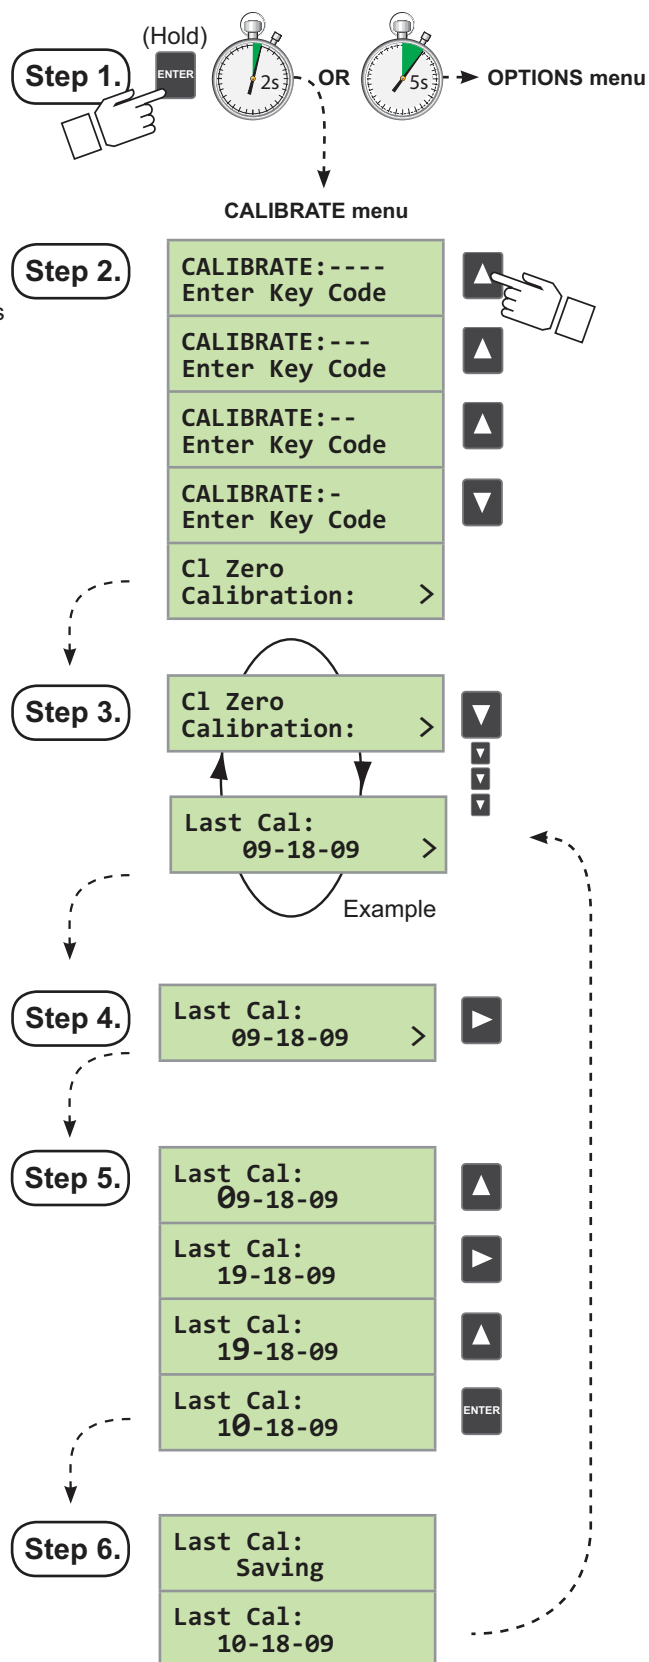 (Hold)
Step 1.
ENTER
2s
OR
5s
OPTIONS menu
CALIBRATE menu
Step 2.
s
CALIBRATE:----
Enter Key Code
CALIBRATE:---
Enter Key Code
CALIBRATE:--
Enter Key Code
CALIBRATE:-
Enter Key Code
Cl Zero
Calibration: >
Step 3.
Cl Zero
Calibration: >
Last Cal:
09-18-09 >
Example
Step 4.
Last Cal:
09-18-09 >
Step 5.
Last Cal:
09-18-09
Last Cal:
19-18-09
Last Cal:
19-18-09
Last Cal:
10-18-09
ENTER
Step 6.
Last Cal:
Saving
Last Cal:
10-18-09